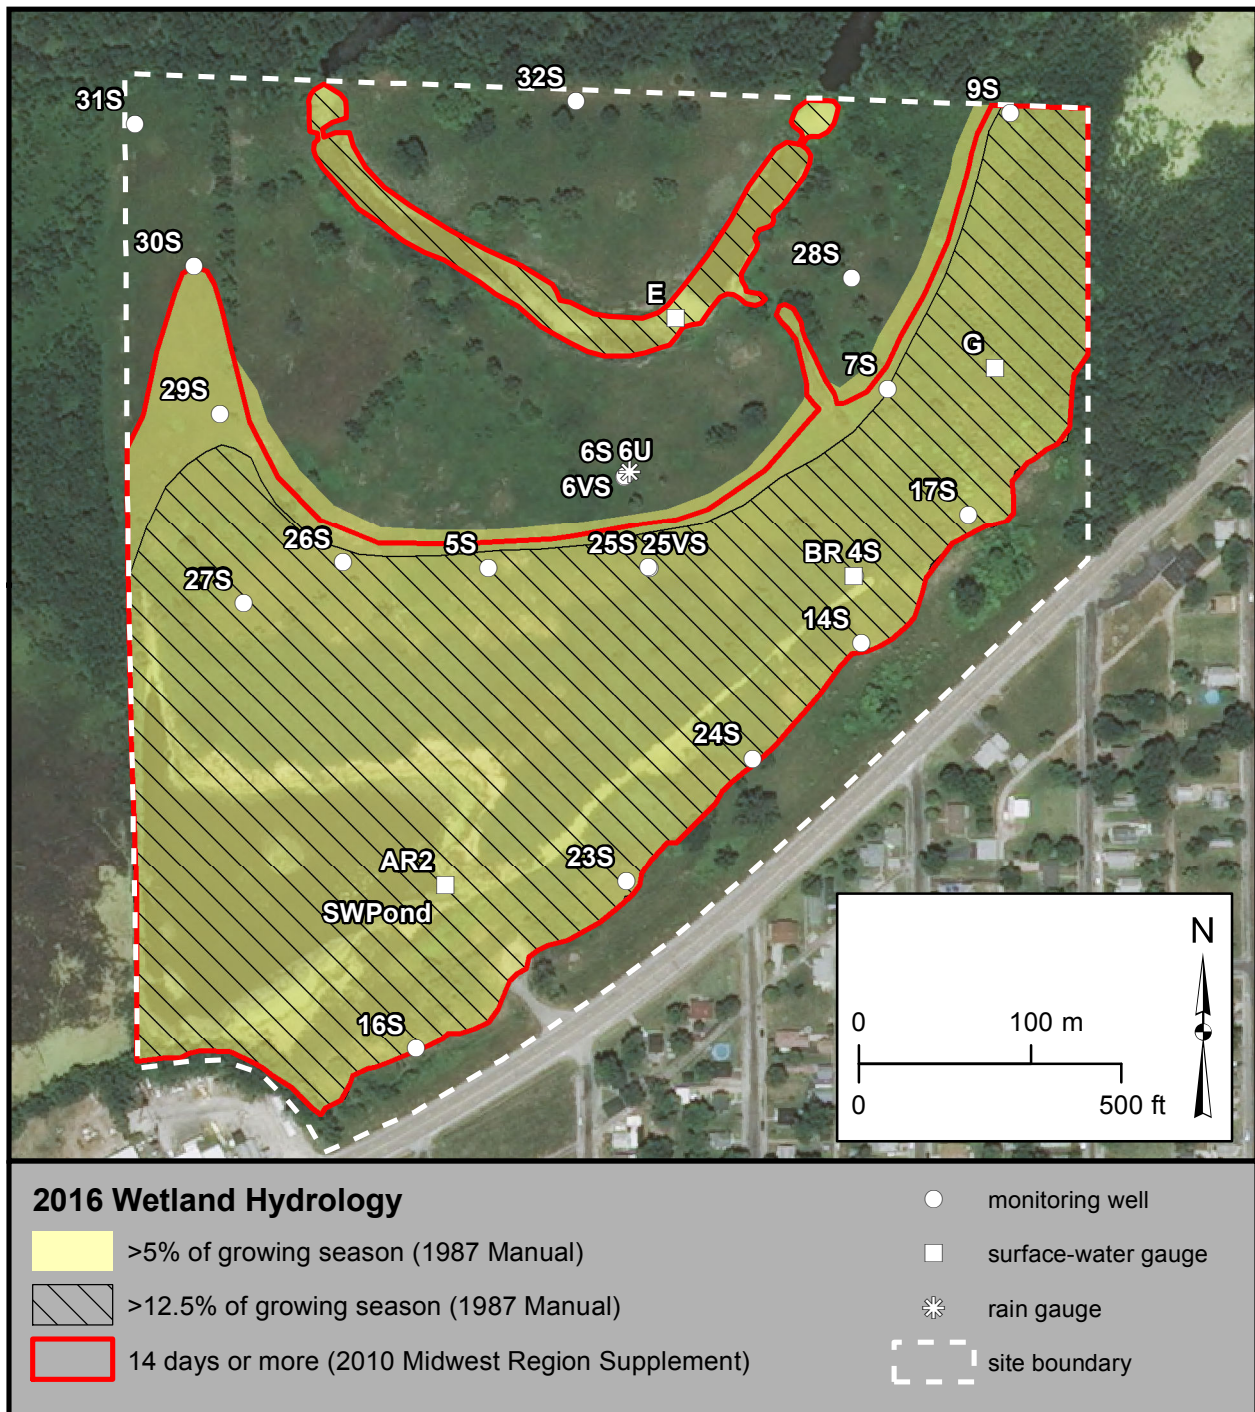 32S
9S
31S
30S
28S
E
G
7S
29S
6S 6U
6VS
17S
26S
5S
25S 25VS
BR 4S
27S
14S
24S
AR2
23S
SWPond
16S
N
0
100 m
0
500 ft
2016 Wetland Hydrology
>5% of growing season (1987 Manual)
>12.5% of growing season (1987 Manual)
14 days or more (2010 Midwest Region Supplement)
monitoring well
surface-water gauge
rain gauge
site boundary